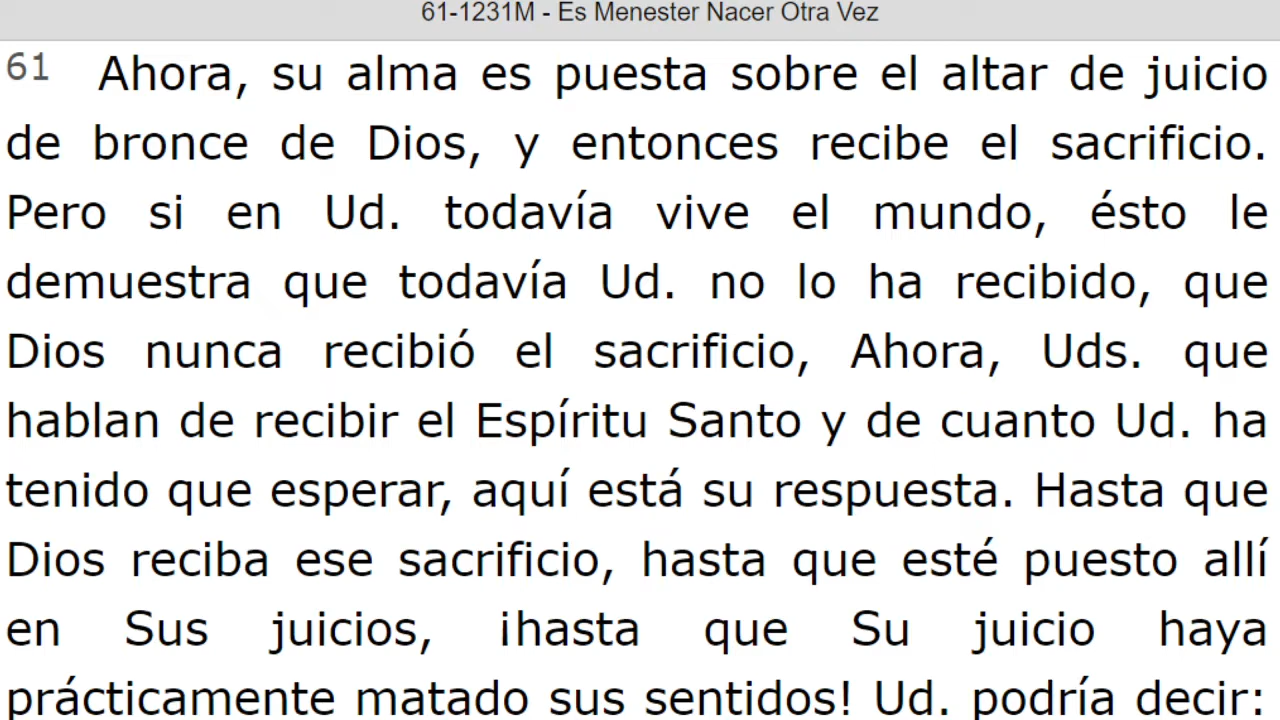 61-1231M - Es Menester Nacer Otra Vez
61 Ahora, su alma es puesta sobre el altar de juicio
de bronce de Dios, y entonces recibe el sacrificio.
Pero si en Ud. todavía vive el mundo, ésto le
demuestra que todavía Ud. no lo ha recibido, que
Dios nunca recibió el sacrificio, Ahora, Uds. que
hablan de recibir el Espíritu Santo y de cuanto Ud. ha
tenido que esperar, aquí está su respuesta. Hasta que
Dios reciba ese sacrificio, hasta que esté puesto allí
en Sus juicios, ¡hasta que Su juicio haya
prácticamente matado sus sentidos! Ud. podría decir: